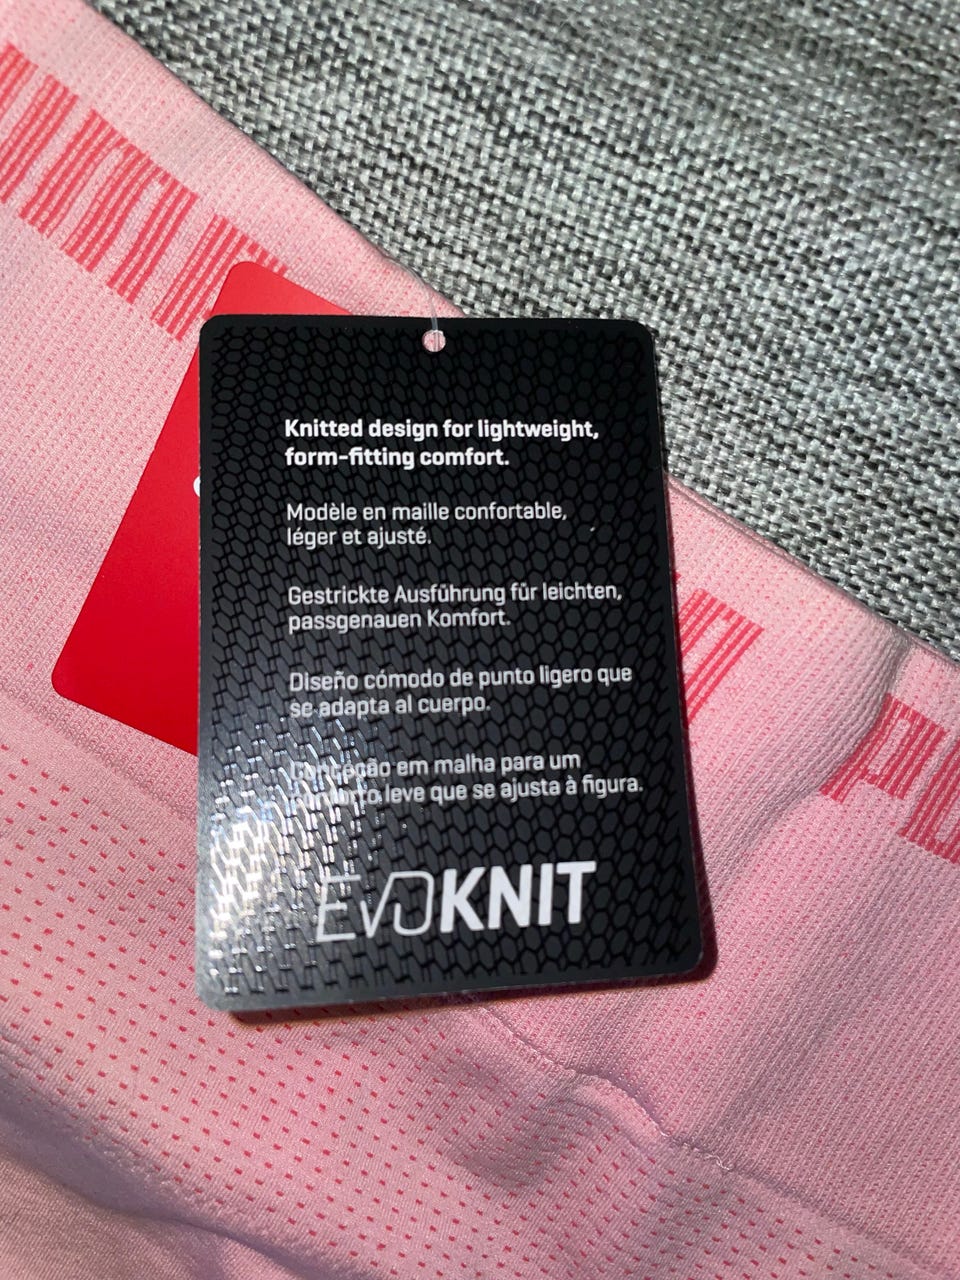 Knitted design for lightweight,
form-fitting comfort.
Modèle en maille confortable,
léger et ajusté.
Gestrickte Ausführung für leichten,
passgenauen Komfort.
Diseño cómodo de punto ligero que
se adapta al cuerpo.
Conceção em malha para um
conforto leve que se ajusta à figura.
EVOKNIT